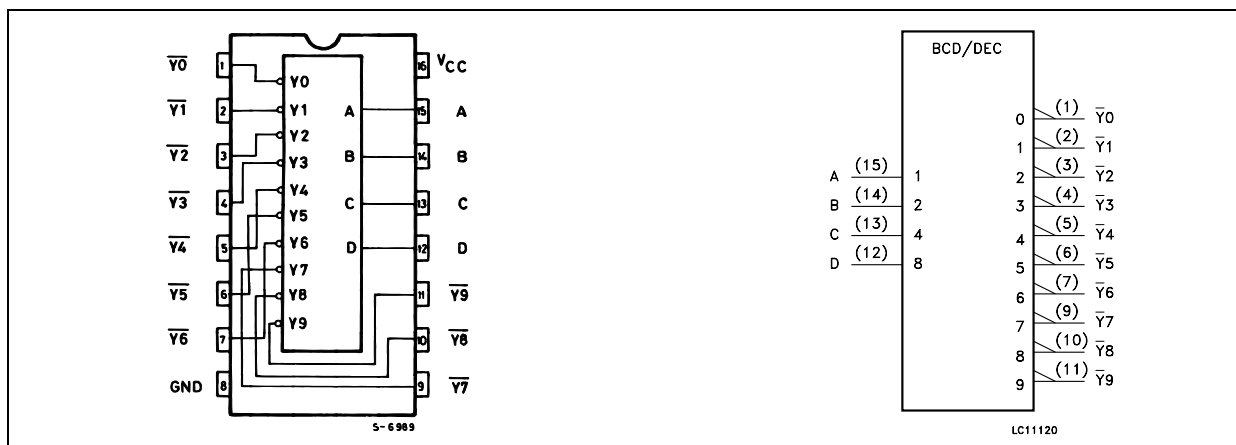 Y0 1 Y0 16 VCC
Y1 2 Y1 A 15 A
Y2 3 Y2 B 14 B
Y3 4 Y3 C 13 C
Y4 5 Y4 D 12 D
Y5 6 Y5 11 Y9
Y6 7 Y6 10 Y8
GND 8 Y7 9 Y7
Y8
Y9
S-6989
BCD/DEC
A (15) 1
B (14) 2
C (13) 4
D (12) 8
0 (1) Y0
1 (2) Y1
2 (3) Y2
3 (4) Y3
4 (5) Y4
5 (6) Y5
6 (7) Y6
7 (9) Y7
8 (10) Y8
9 (11) Y9
LC11120